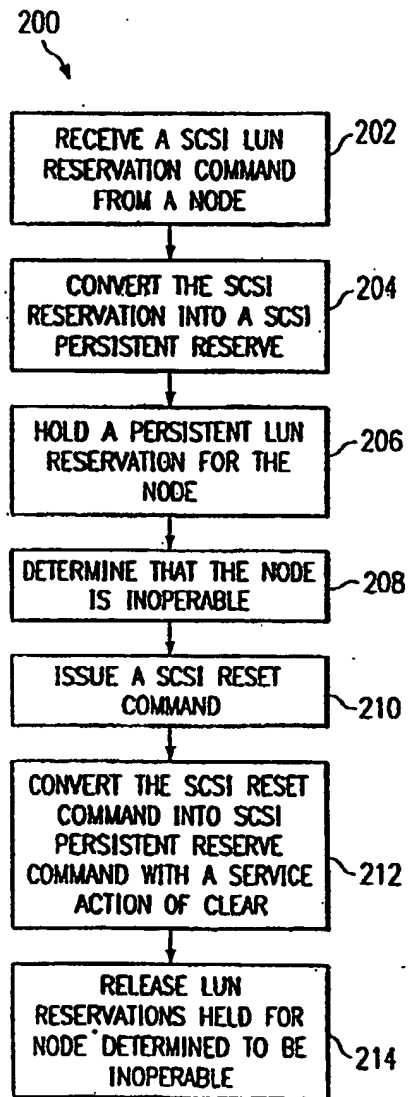 200
RECEIVE A SCSI LUN
RESERVATION COMMAND
FROM A NODE
202
CONVERT THE SCSI
RESERVATION INTO A SCSI
PERSISTENT RESERVE
204
HOLD A PERSISTENT LUN
RESERVATION FOR THE
NODE
206
DETERMINE THAT THE NODE
IS INOPERABLE
208
ISSUE A SCSI RESET
COMMAND
210
CONVERT THE SCSI RESET
COMMAND INTO SCSI
PERSISTENT RESERVE
COMMAND WITH A SERVICE
ACTION OF CLEAR
212
RELEASE LUN
RESERVATIONS HELD FOR
NODE DETERMINED TO BE
INOPERABLE
214